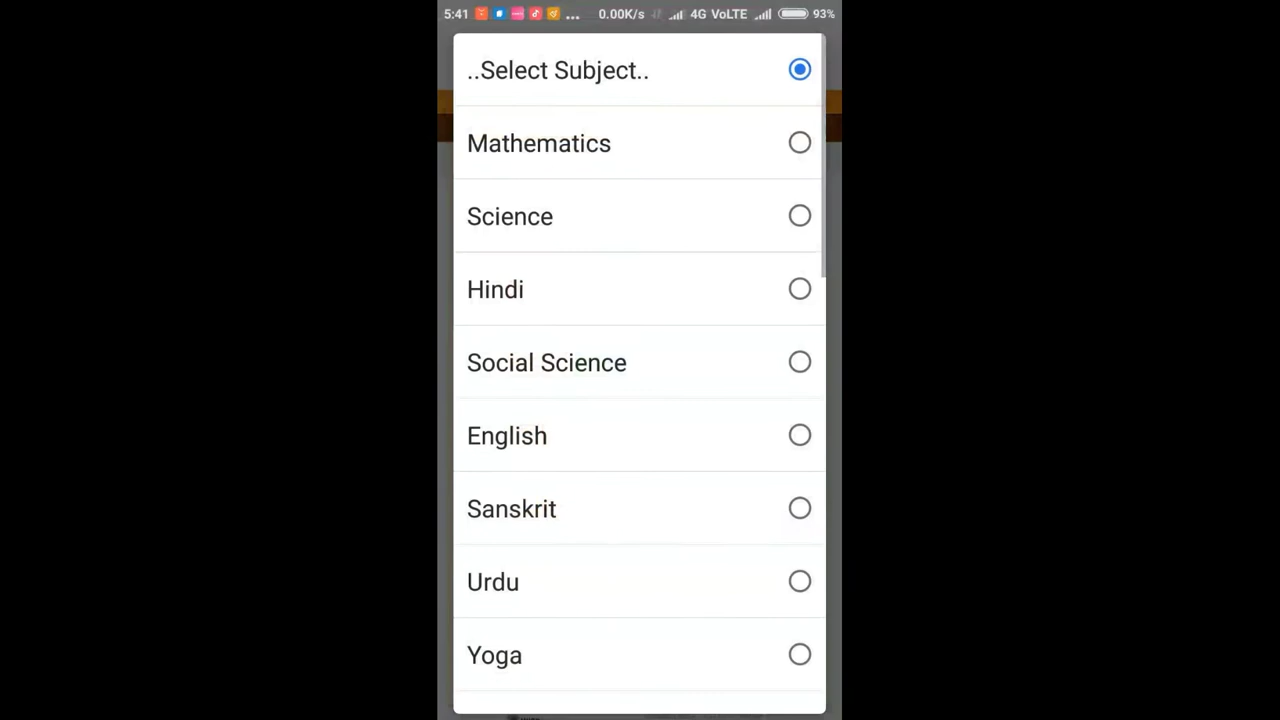 5:41 ... 0.00K/s 4G VoLTE 93%
..Select Subject..
Mathematics
Science
Hindi
Social Science
English
Sanskrit
Urdu
Yoga